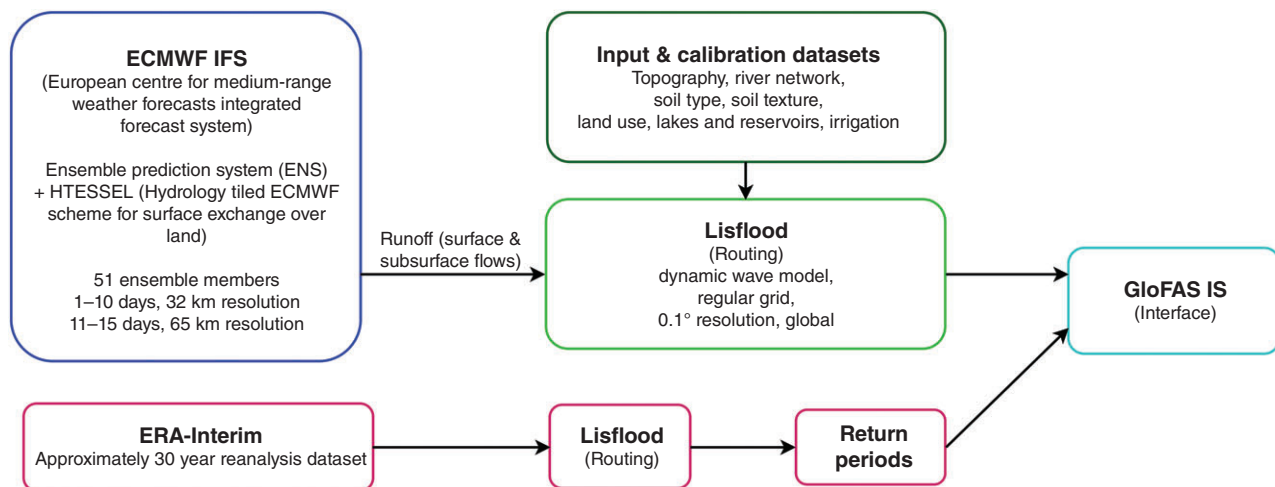 ECMWF IFS
(European centre for medium-range
weather forecasts integrated
forecast system)
Ensemble prediction system (ENS)
+ HTESSEL (Hydrology tiled ECMWF
scheme for surface exchange over
land)
51 ensemble members
1–10 days, 32 km resolution
11–15 days, 65 km resolution
Runoff (surface &
subsurface flows)
Input & calibration datasets
Topography, river network,
soil type, soil texture,
land use, lakes and reservoirs, irrigation
Lisflood
(Routing)
dynamic wave model,
regular grid,
0.1° resolution, global
GloFAS IS
(Interface)
ERA-Interim
Approximately 30 year reanalysis dataset
Lisflood
(Routing)
Return
periods